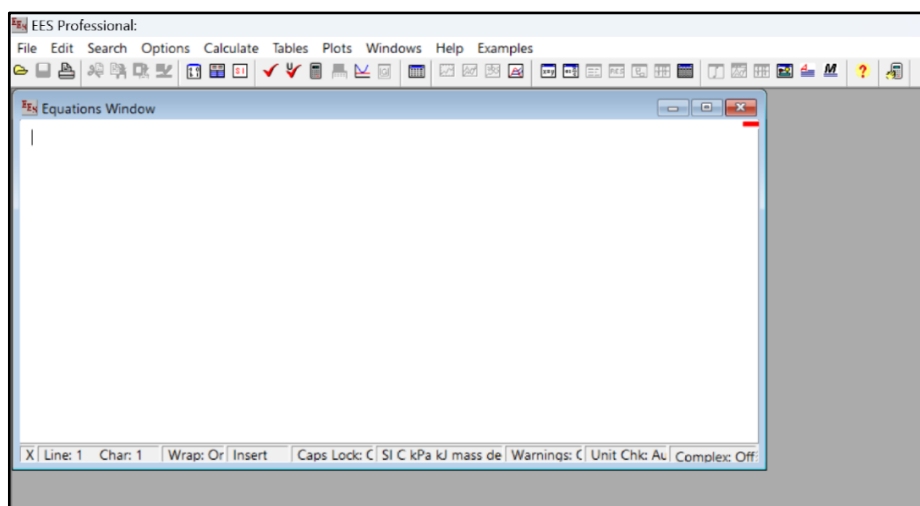 EES Professional:
File Edit Search Options Calculate Tables Plots Windows Help Examples
Equations Window
X Line: 1 Char: 1 Wrap: Or Insert Caps Lock: C SI C kPa kJ mass de Warnings: C Unit Chk: Au Complex: Off